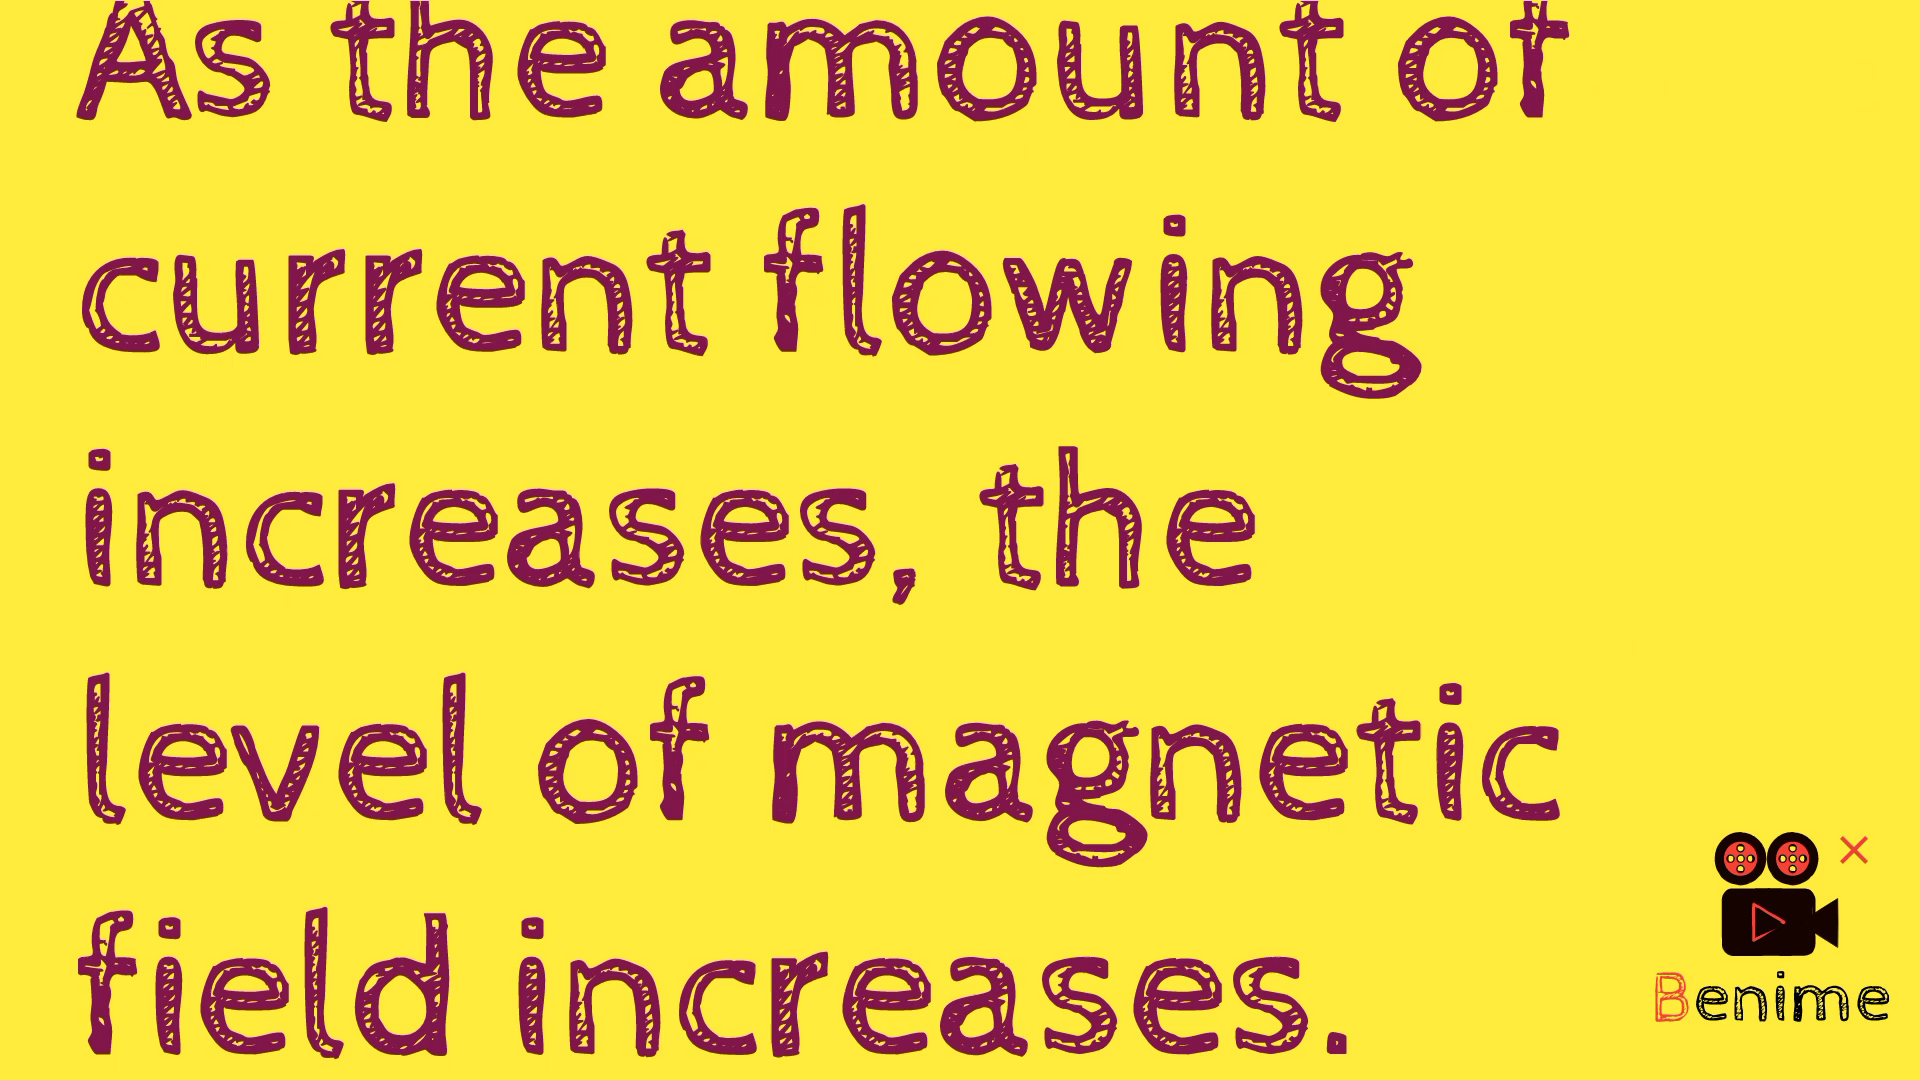 As the amount of
current flowing
increases, the
level of magnetic
field increases.
Benime